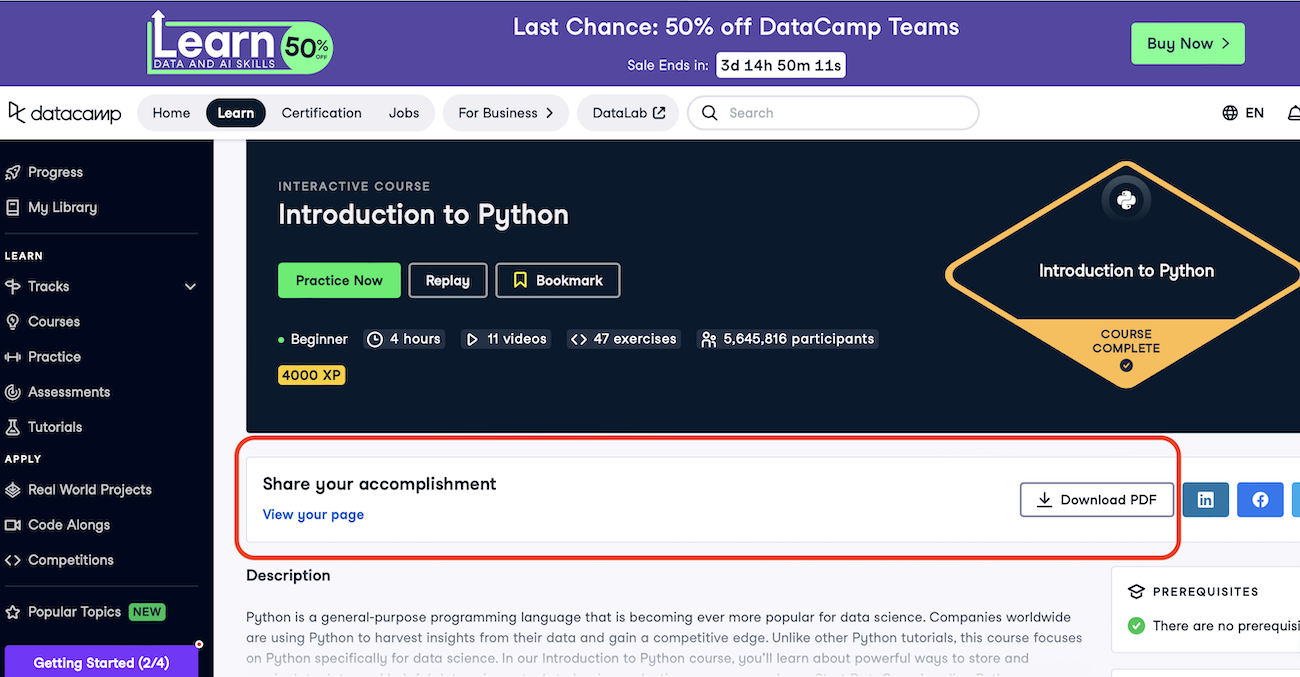 Learn 50% OFF
DATA AND AI SKILLS
Last Chance: 50% off DataCamp Teams
Sale Ends in: 3d 14h 50m 11s
Buy Now
datacamp
Home Learn Certification Jobs For Business DataLab Search EN
Progress
My Library
LEARN
Tracks
Courses
Practice
Assessments
Tutorials
APPLY
Real World Projects
Code Alongs
Competitions
Popular Topics NEW
Getting Started (2/4)
INTERACTIVE COURSE
Introduction to Python
Practice Now Replay Bookmark
Beginner 4 hours 11 videos 47 exercises 5,645,816 participants
4000 XP
Introduction to Python
COURSE
COMPLETE
Share your accomplishment
View your page
Download PDF
Description
Python is a general-purpose programming language that is becoming ever more popular for data science. Companies worldwide
are using Python to harvest insights from their data and gain a competitive edge. Unlike other Python tutorials, this course focuses
on Python specifically for data science. In our Introduction to Python course, you'll learn about powerful ways to store and
PREREQUISITES
There are no prerequisi